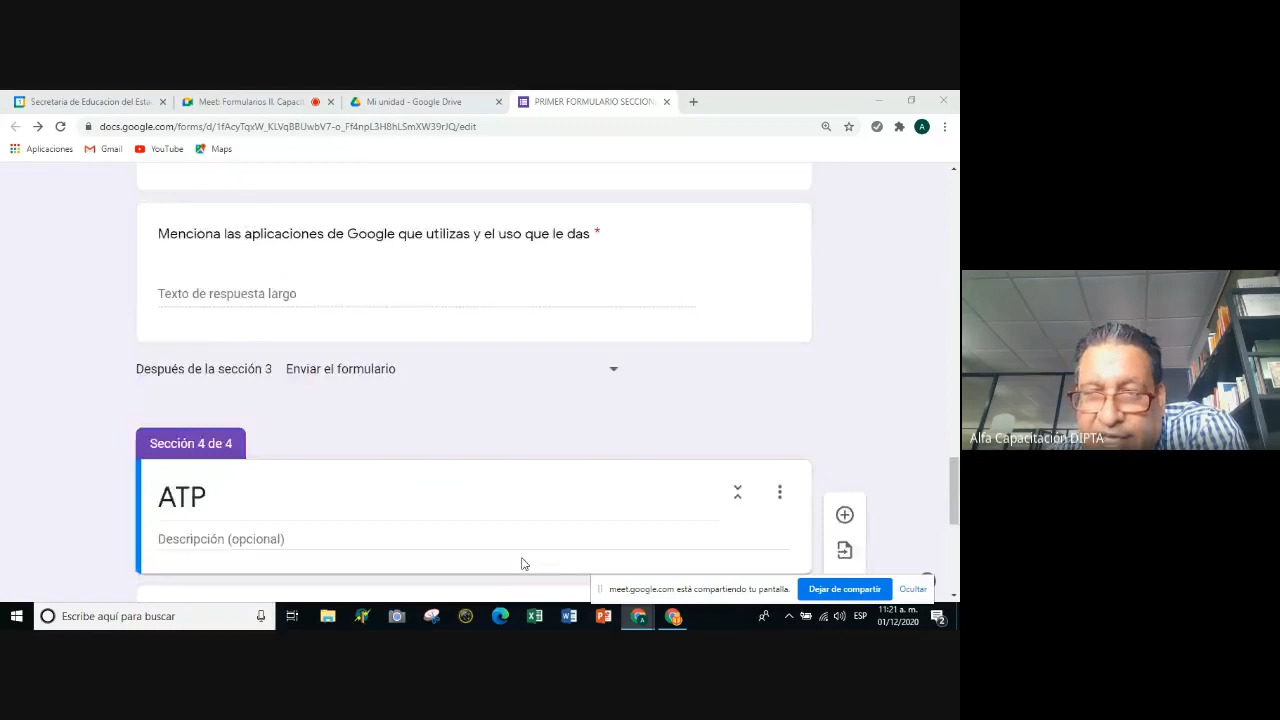 Secretaria de Educacion del Esta
Meet: Formularios II. Capacit
Mi unidad - Google Drive
PRIMER FORMULARIO SECCION
docs.google.com/forms/d/1fAcyTqxW_KLVqBBUwbV7-o_Ff4npL3H8hLSmXW39rJQ/edit
A
Aplicaciones
Gmail
YouTube
Maps
Menciona las aplicaciones de Google que utilizas y el uso que le das *
Texto de respuesta largo
Después de la sección 3 Enviar el formulario
Alfa Capacitación DIPTA
Sección 4 de 4
ATP
Descripción (opcional)
meet.google.com está compartiendo tu pantalla.
Dejar de compartir
Ocultar
Escribe aquí para buscar
ESP
11:21 a. m.
01/12/2020
2